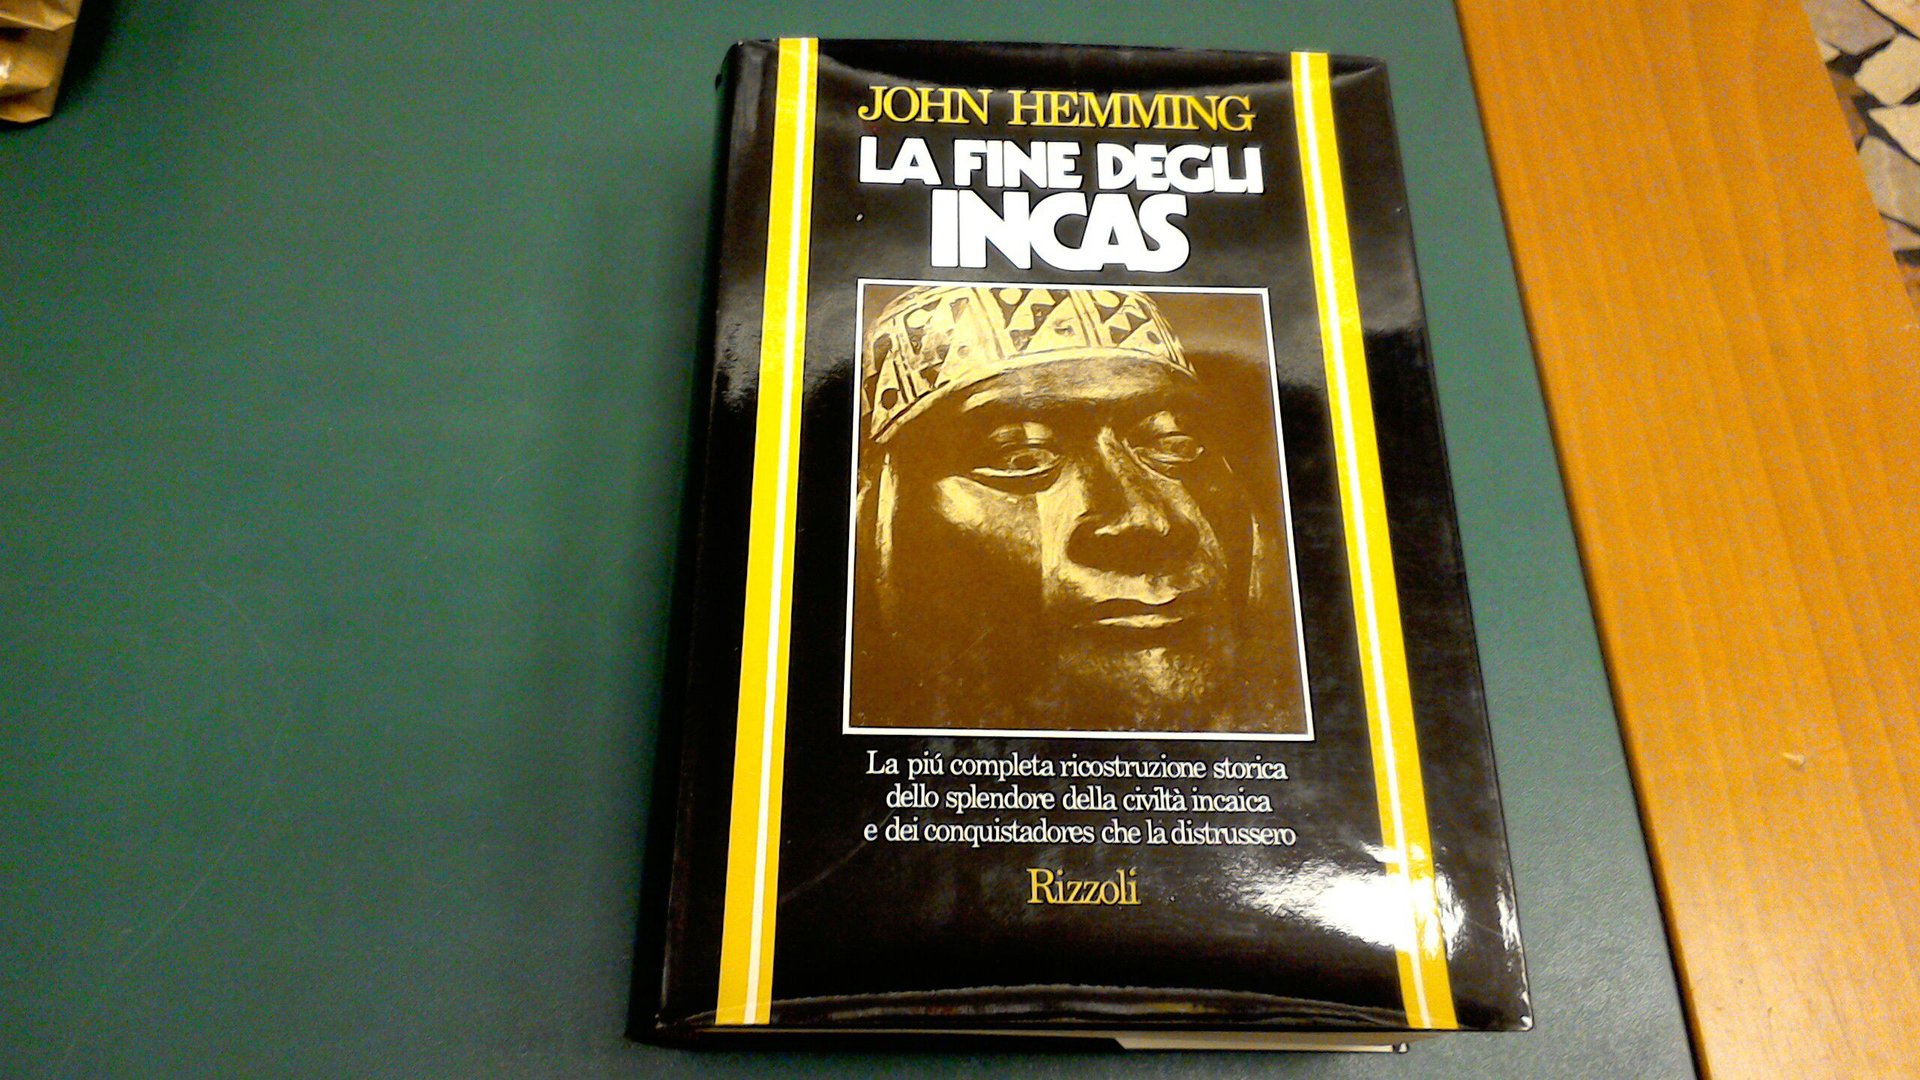 JOHN HEMMING
LA FINE DEGLI
INCAS
La piú completa ricostruzione storica
dello splendore della civiltà incaica
e dei conquistadores che la distrussero
Rizzoli